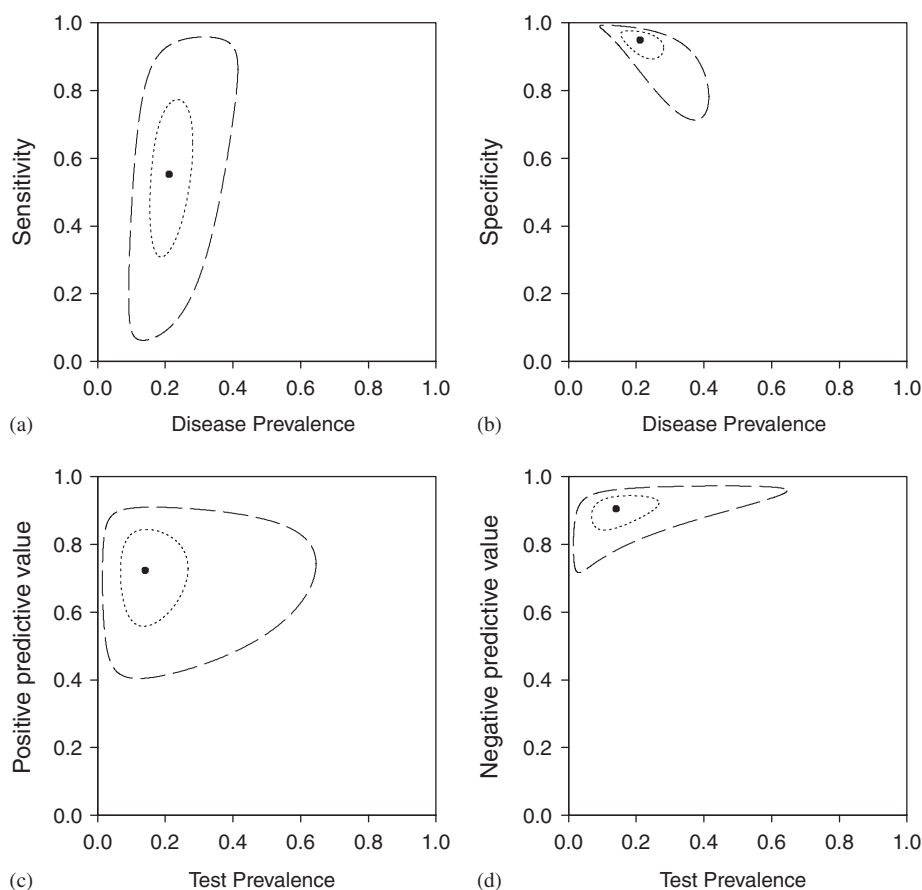 1.0
0.8
0.6
0.4
0.2
0.0
Sensitivity
0.0 0.2 0.4 0.6 0.8 1.0
(a) Disease Prevalence
1.0
0.8
0.6
0.4
0.2
0.0
Specificity
0.0 0.2 0.4 0.6 0.8 1.0
(b) Disease Prevalence
1.0
0.8
0.6
0.4
0.2
0.0
Positive predictive value
0.0 0.2 0.4 0.6 0.8 1.0
(c) Test Prevalence
1.0
0.8
0.6
0.4
0.2
0.0
Negative predictive value
0.0 0.2 0.4 0.6 0.8 1.0
(d) Test Prevalence